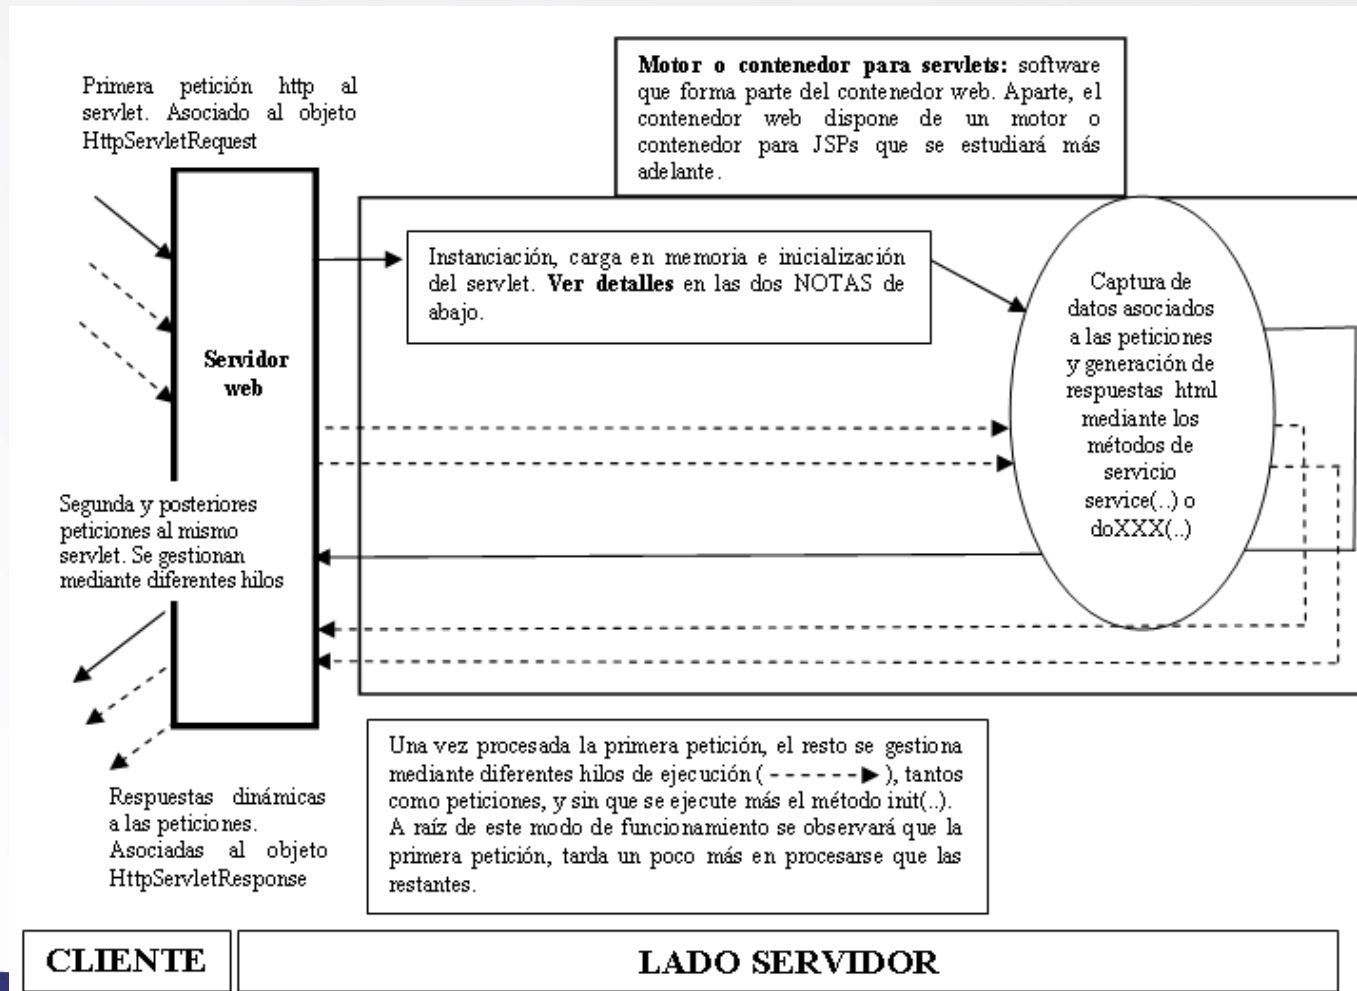 Primera petición http al
servlet. Asociado al objeto
HttpServletRequest
Motor o contenedor para servlets: software
que forma parte del contenedor web. Aparte, el
contenedor web dispone de un motor o
contenedor para JSPs que se estudiará más
adelante.
Instanciación, carga en memoria e inicialización
del servlet. Ver detalles en las dos NOTAS de
abajo.
Captura de
datos asociados
a las peticiones
y generación de
respuestas html
mediante los
métodos de
servicio
service(..) o
doXXX(..)
Servidor
web
Segunda y posteriores
peticiones al mismo
servlet. Se gestionan
mediante diferentes hilos
Una vez procesada la primera petición, el resto se gestiona
mediante diferentes hilos de ejecución ( ), tantos
como peticiones, y sin que se ejecute más el método init(..).
A raíz de este modo de funcionamiento se observará que la
primera petición, tarda un poco más en procesarse que las
restantes.
Respuestas dinámicas
a las peticiones.
Asociadas al objeto
HttpServletResponse
CLIENTE
LADO SERVIDOR